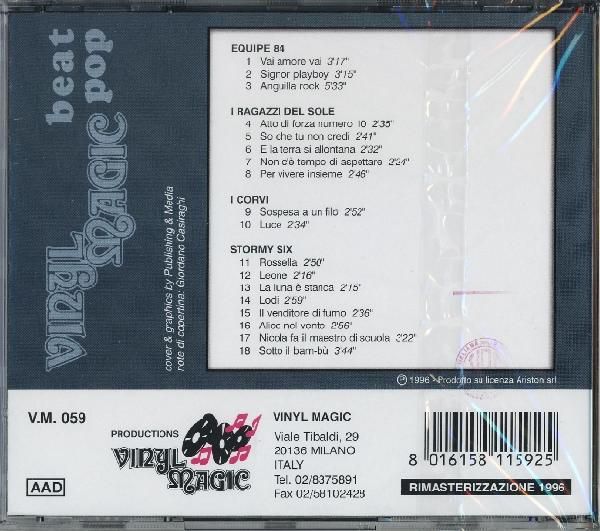 EQUIPE 84
1 Vai amore vai 3'17"
2 Signor playboy 3'15"
3 Anguilla rock 5'33"
I RAGAZZI DEL SOLE
4 Atto di forza numero 10 2'35"
5 So che tu non credi 2'41"
6 E la terra si allontana 2'32"
7 Non c'è tempo di aspettare 2'24"
8 Per vivere insieme 2'46"
I CORVI
9 Sospesa a un filo 2'52"
10 Luce 2'34"
STORMY SIX
11 Rossella 2'50"
12 Leone 2'16"
13 La luna è stanca 2'15"
14 Lodi 2'59"
15 Il venditore di fumo 2'36"
16 Alice nel vento 2'56"
17 Nicola fa il maestro di scuola 3'22"
18 Sotto il bam-bù 3'44"
℗ 1996 Prodotto su licenza Ariston srl
VINYL MAGIC
beat
pop
cover & graphics by Publishing & Media
note di copertina: Giordano Casiraghi
V.M. 059
AAD
PRODUCTIONS
VINYL
MAGIC
VINYL MAGIC
Viale Tibaldi, 29
20136 MILANO
ITALY
Tel. 02/8375891
Fax 02/58102428
8 016158 115925
RIMASTERIZZAZIONE 1996